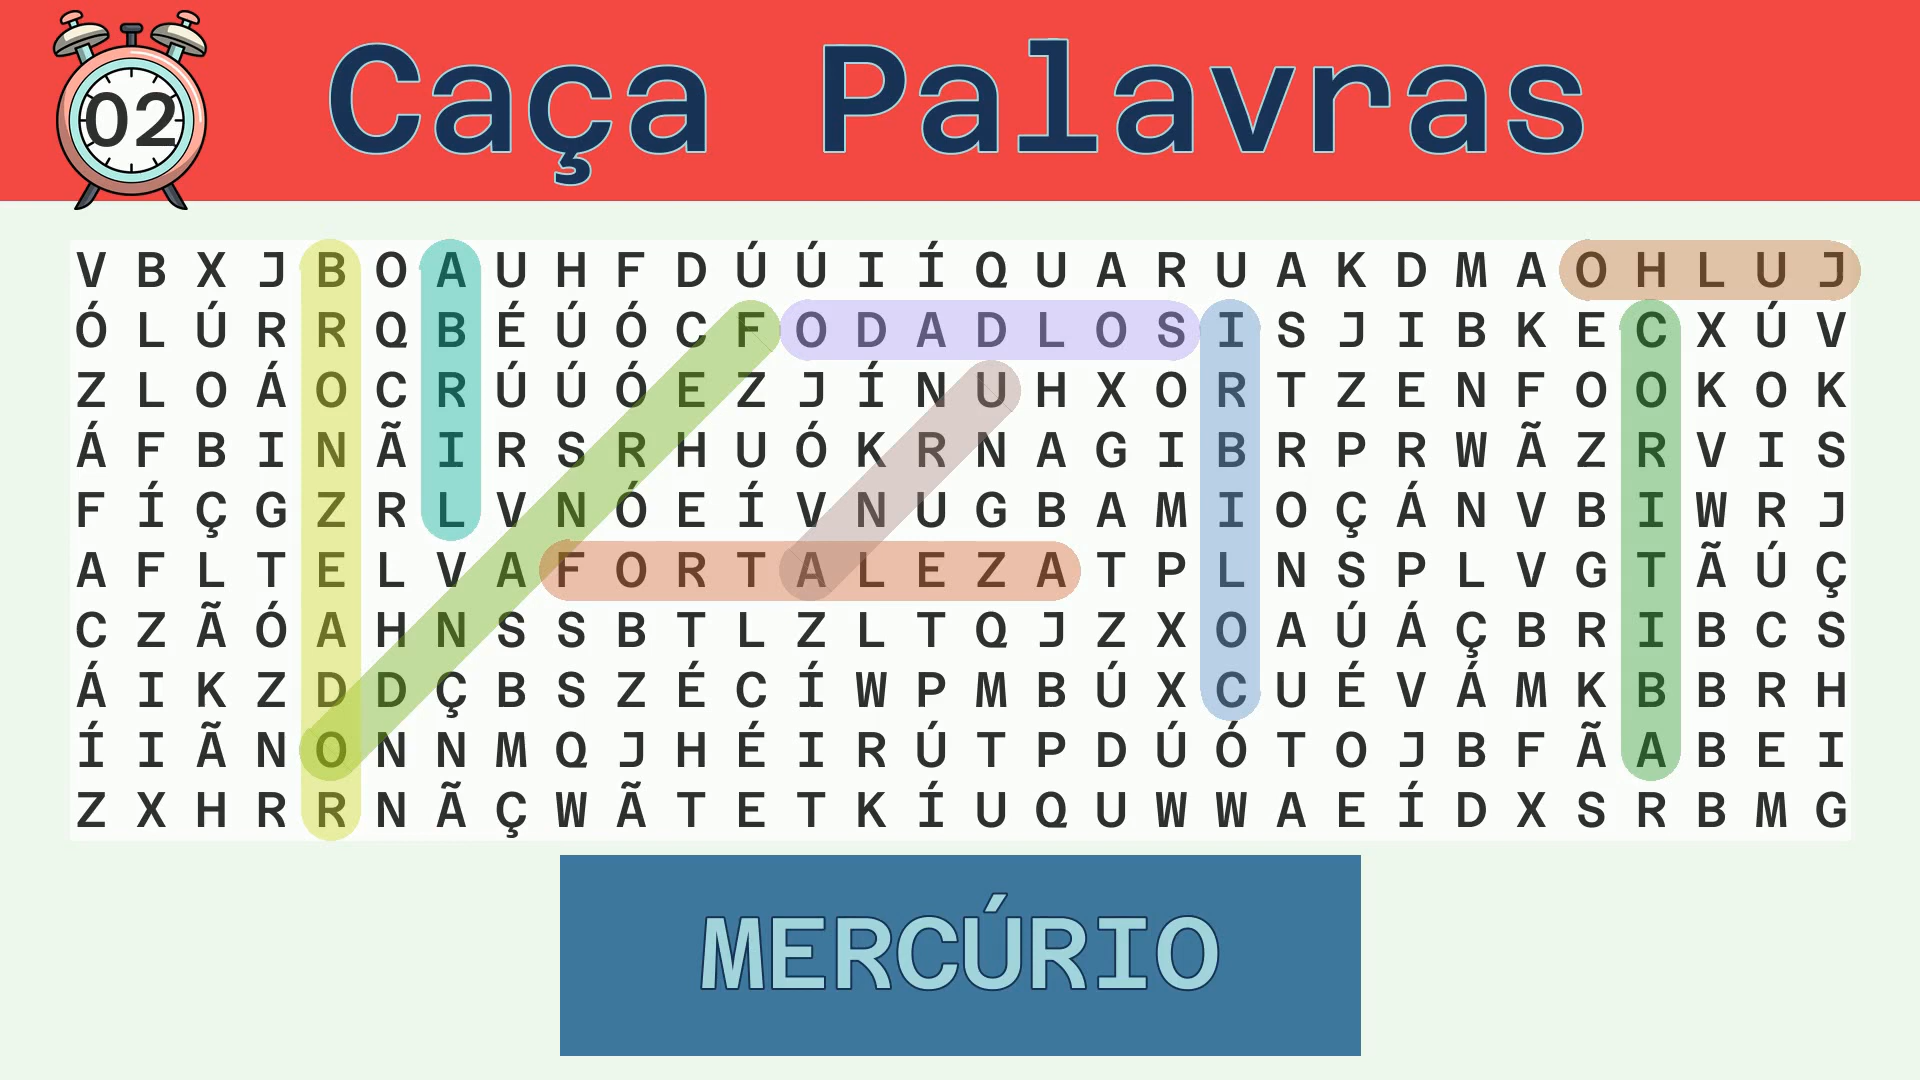 02
Caça Palavras
V B X J B O A U H F D Ú Ú I Í Q U A R U A K D M A O H L U J
Ó L Ú R R Q B É Ú Ó C F O D A D L O S I S J I B K E C X Ú V
Z L O Á O C R Ú Ú Ó E Z J Í N U H X O R T Z E N F O O K O K
Á F B I N Ã I R S R H U Ó K R N A G I B R P R W Ã Z R V I S
F Í Ç G Z R L V N Ó E Í V N U G B A M I O Ç Á N V B I W R J
A F L T E L V A F O R T A L E Z A T P L N S P L V G T Ã Ú Ç
C Z Ã Ó A H N S S B T L Z L T Q J Z X O A Ú Á Ç B R I B C S
Á I K Z D D Ç B S Z É C Í W P M B Ú X C U É V Á M K B B R H
Í I Ã N O N N M Q J H É I R Ú T P D Ú Ó T O J B F Ã A B E I
Z X H R R N Ã Ç W Ã T E T K Í U Q U W W A E Í D X S R B M G
MERCÚRIO